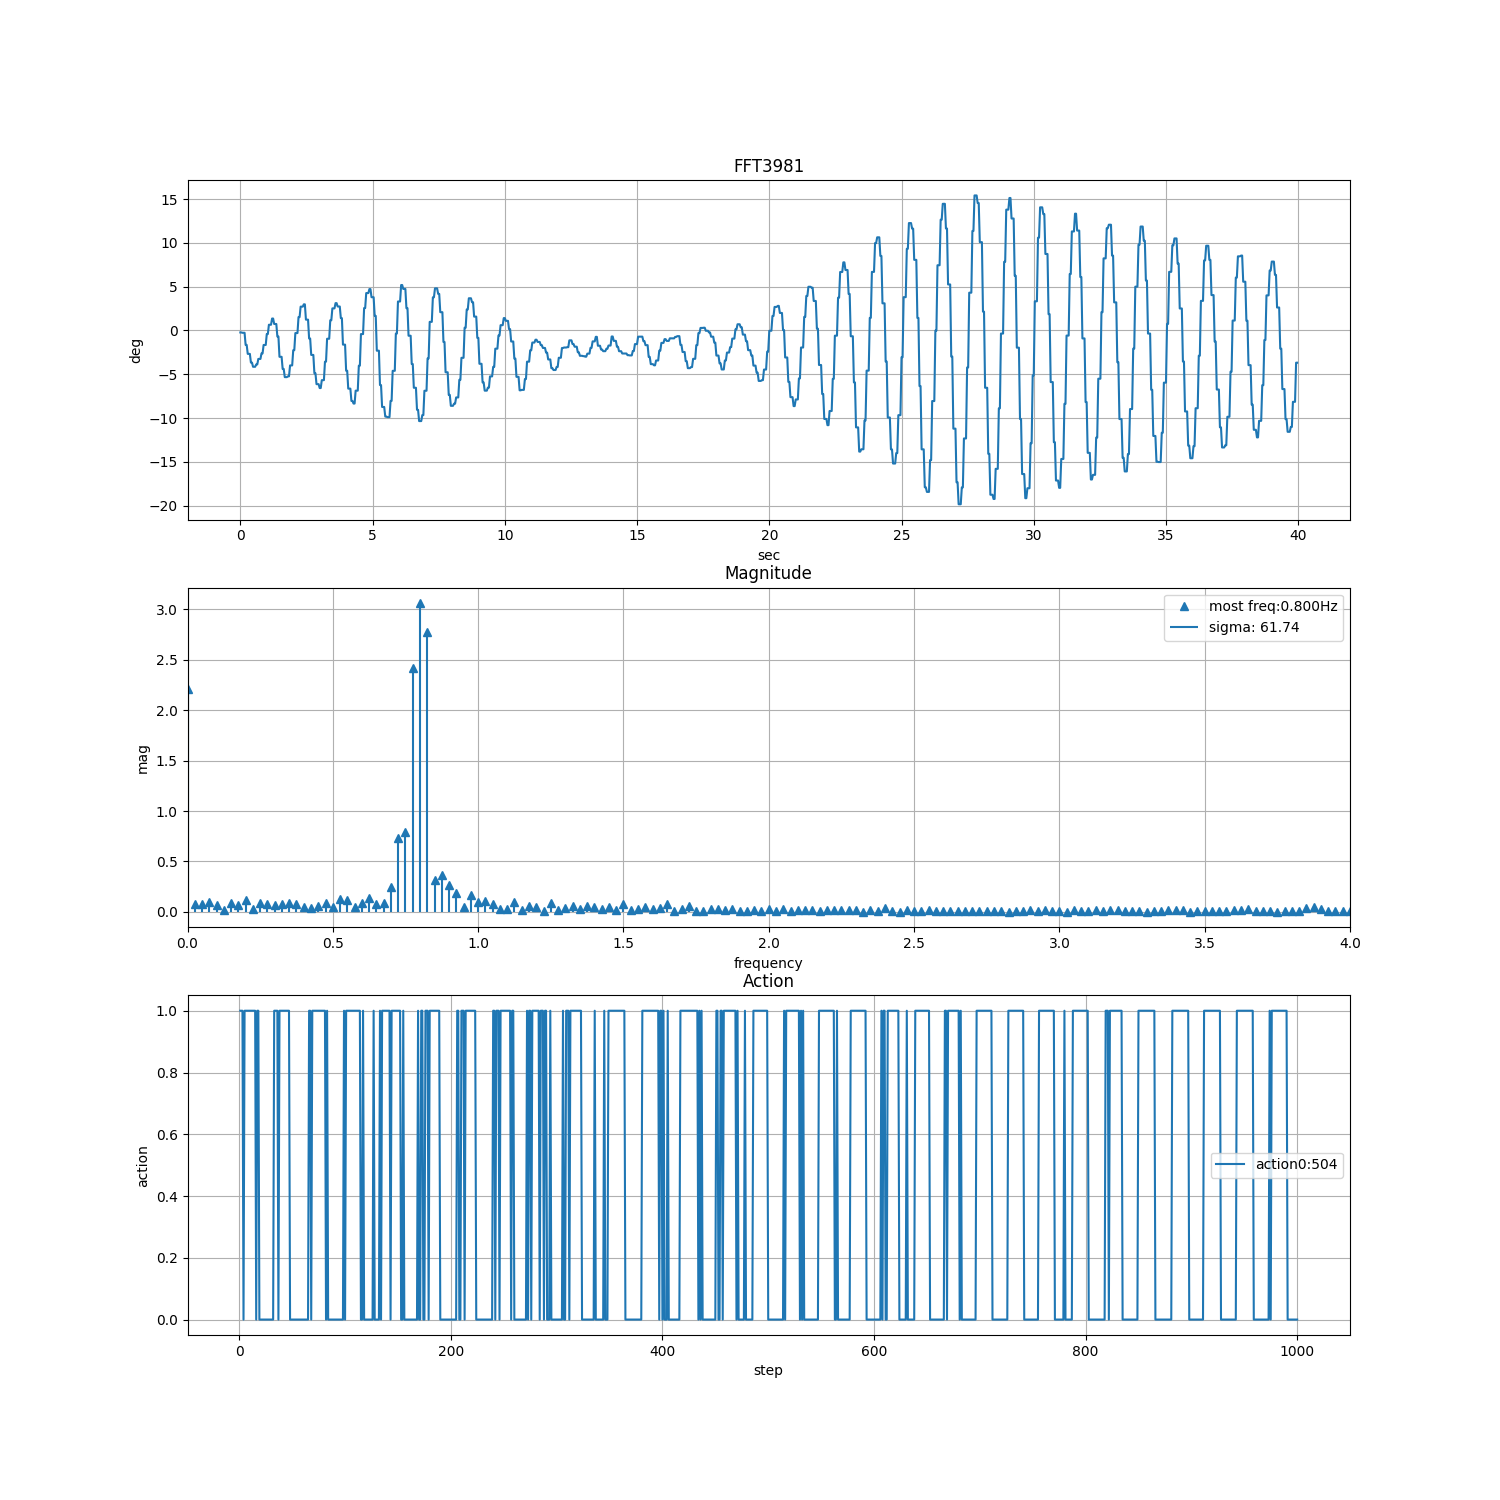 FFT3981
15
10
5
0
−5
−10
−15
−20
deg
0 5 10 15 20 25 30 35 40
sec
Magnitude
3.0
2.5
2.0
1.5
1.0
0.5
0.0
mag
most freq:0.800Hz
sigma: 61.74
0.0 0.5 1.0 1.5 2.0 2.5 3.0 3.5 4.0
frequency
Action
1.0
0.8
0.6
0.4
0.2
0.0
action
action0:504
0 200 400 600 800 1000
step